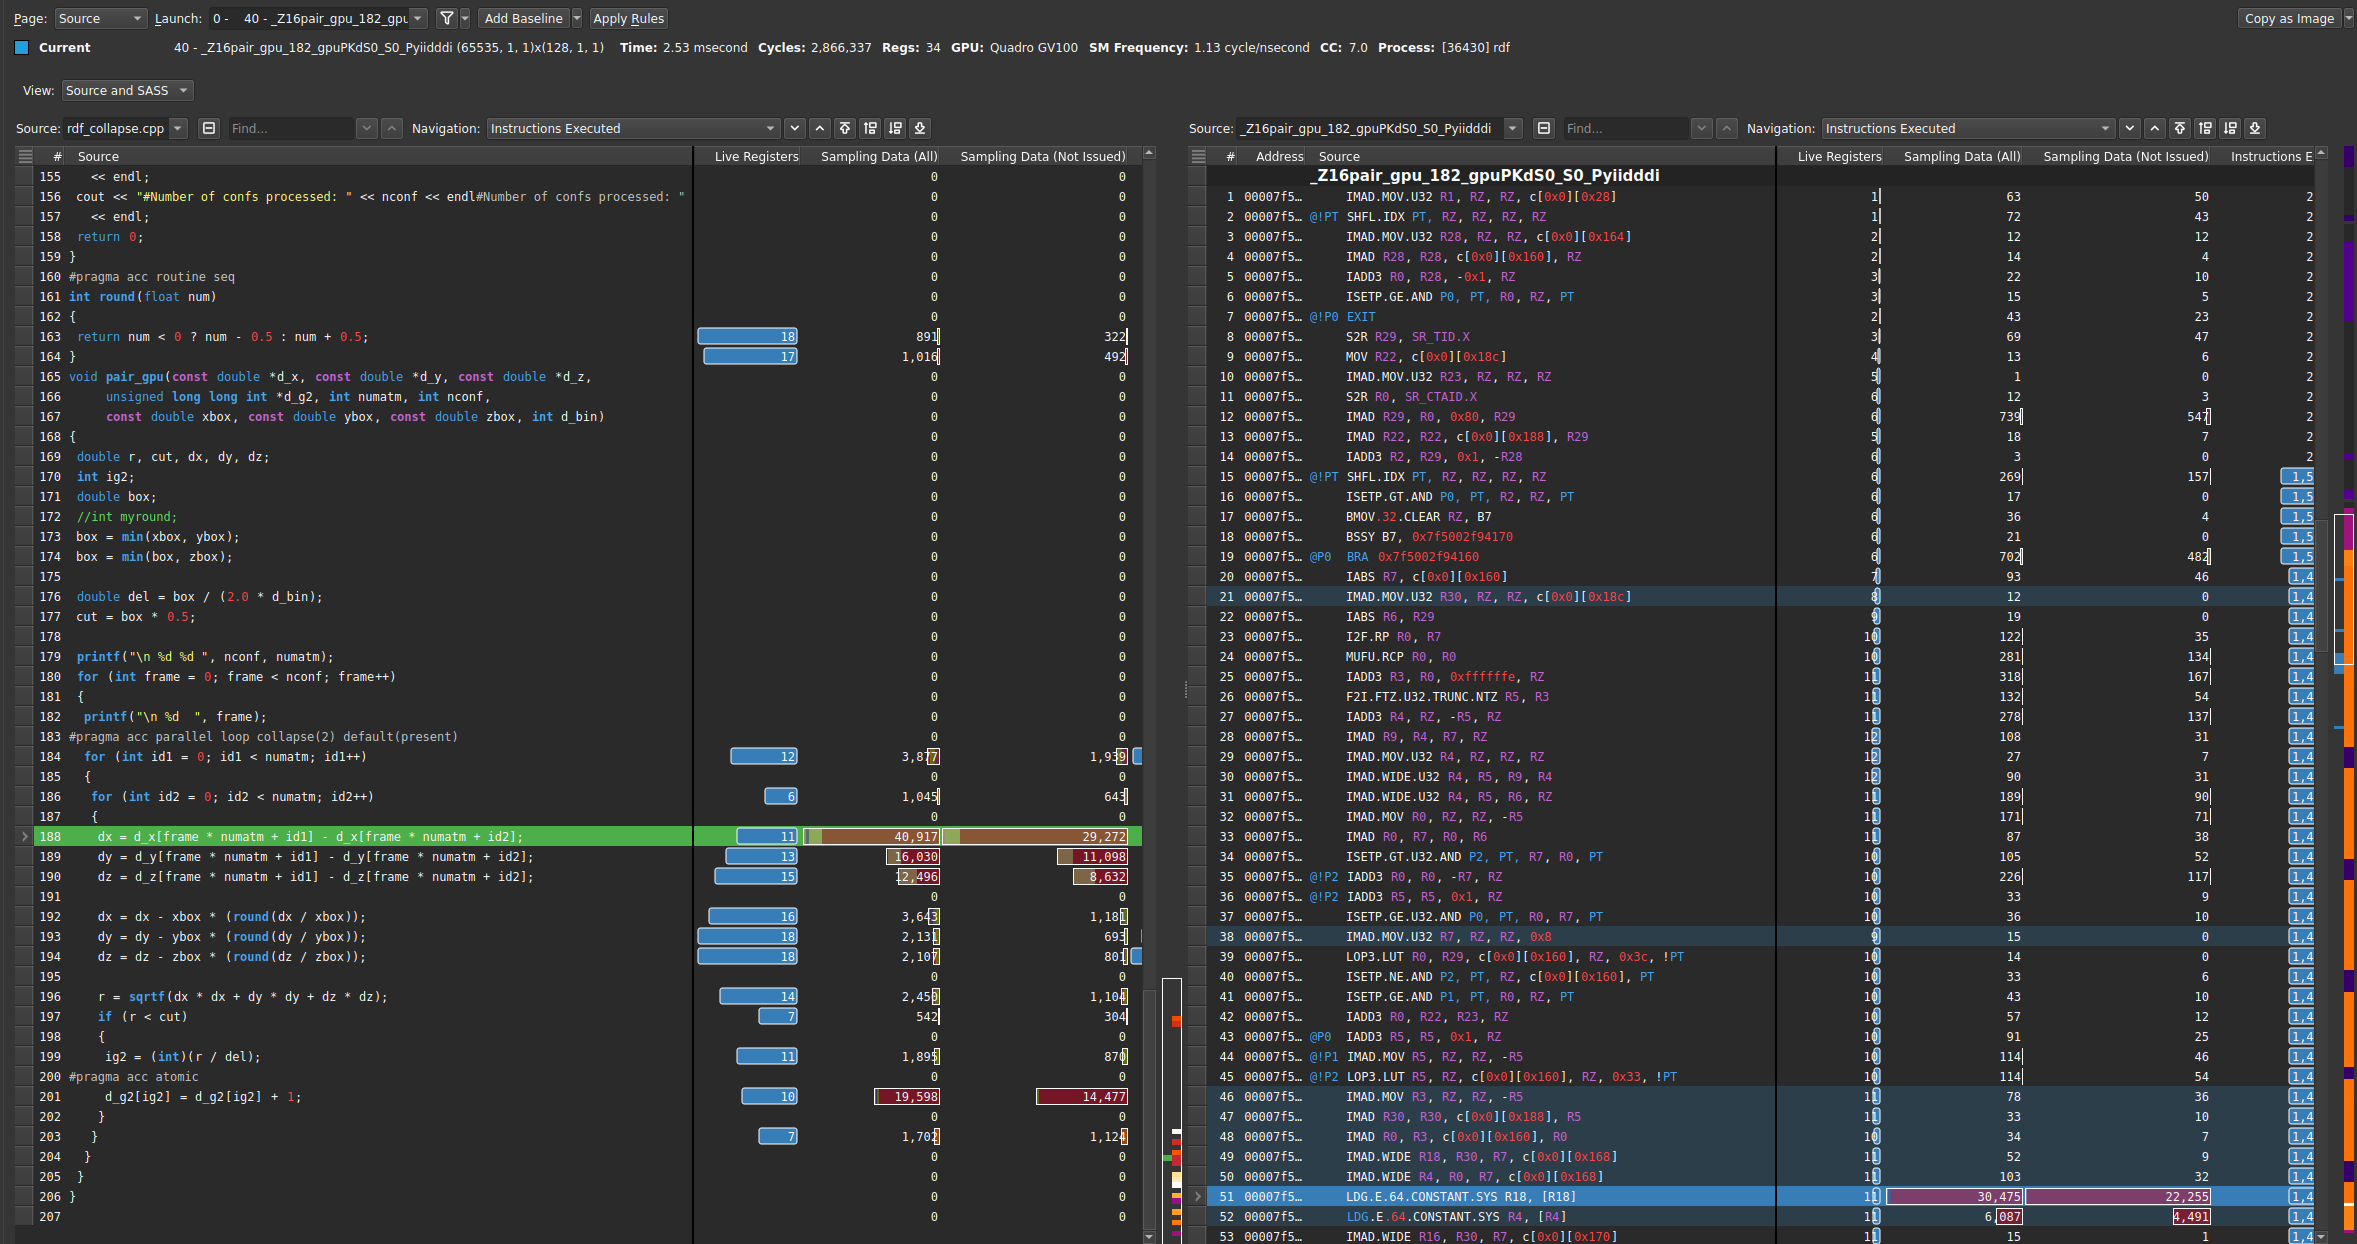 Page: Source Launch: 0 - 40 - _Z16pair_gpu_182_gpu Add Baseline Apply Rules Copy as Image
Current 40 - _Z16pair_gpu_182_gpuPKdS0_S0_Pyiidddi (65535, 1, 1)x(128, 1, 1) Time: 2.53 msecond Cycles: 2,866,337 Regs: 34 GPU: Quadro GV100 SM Frequency: 1.13 cycle/nsecond CC: 7.0 Process: [36430] rdf
View: Source and SASS
Source: rdf_collapse.cpp Find... Navigation: Instructions Executed
# Source Live Registers Sampling Data (All) Sampling Data (Not Issued)
155 << endl; 0 0
156 cout << "#Number of confs processed: " << nconf << endl#Number of confs processed: " 0 0
157 << endl; 0 0
158 return 0; 0 0
159 } 0 0
160 #pragma acc routine seq 0 0
161 int round(float num) 0 0
162 { 0 0
163 return num < 0 ? num - 0.5 : num + 0.5; 18 891 322
164 } 17 1,016 492
165 void pair_gpu(const double *d_x, const double *d_y, const double *d_z, 0 0
166 unsigned long long int *d_g2, int numatm, int nconf, 0 0
167 const double xbox, const double ybox, const double zbox, int d_bin) 0 0
168 { 0 0
169 double r, cut, dx, dy, dz; 0 0
170 int ig2; 0 0
171 double box; 0 0
172 //int myround; 0 0
173 box = min(xbox, ybox); 0 0
174 box = min(box, zbox); 0 0
175 0 0
176 double del = box / (2.0 * d_bin); 0 0
177 cut = box * 0.5; 0 0
178 0 0
179 printf("\n %d %d ", nconf, numatm); 0 0
180 for (int frame = 0; frame < nconf; frame++) 0 0
181 { 0 0
182 printf("\n %d  ", frame); 0 0
183 #pragma acc parallel loop collapse(2) default(present) 0 0
184 for (int id1 = 0; id1 < numatm; id1++) 12 3,877 1,939
185 { 0 0
186 for (int id2 = 0; id2 < numatm; id2++) 6 1,045 643
187 { 0 0
188 dx = d_x[frame * numatm + id1] - d_x[frame * numatm + id2]; 11 40,917 29,272
189 dy = d_y[frame * numatm + id1] - d_y[frame * numatm + id2]; 13 16,030 11,098
190 dz = d_z[frame * numatm + id1] - d_z[frame * numatm + id2]; 15 12,496 8,632
191 0 0
192 dx = dx - xbox * (round(dx / xbox)); 16 3,643 1,181
193 dy = dy - ybox * (round(dy / ybox)); 18 2,131 693
194 dz = dz - zbox * (round(dz / zbox)); 18 2,107 801
195 0 0
196 r = sqrtf(dx * dx + dy * dy + dz * dz); 14 2,450 1,104
197 if (r < cut) 7 542 304
198 { 0 0
199 ig2 = (int)(r / del); 11 1,895 870
200 #pragma acc atomic 0 0
201 d_g2[ig2] = d_g2[ig2] + 1; 10 19,598 14,477
202 } 0 0
203 } 7 1,702 1,124
204 } 0 0
205 } 0 0
206 } 0 0
207 0 0
Source: _Z16pair_gpu_182_gpuPKdS0_S0_Pyiidddi Find... Navigation: Instructions Executed
# Address Source Live Registers Sampling Data (All) Sampling Data (Not Issued) Instructions E
_Z16pair_gpu_182_gpuPKdS0_S0_Pyiidddi
1 00007f5… IMAD.MOV.U32 R1, RZ, RZ, c[0x0][0x28] 1 63 50 2
2 00007f5… @!PT SHFL.IDX PT, RZ, RZ, RZ, RZ 1 72 43 2
3 00007f5… IMAD.MOV.U32 R28, RZ, RZ, c[0x0][0x164] 2 12 12 2
4 00007f5… IMAD R28, R28, c[0x0][0x160], RZ 2 14 4 2
5 00007f5… IADD3 R0, R28, -0x1, RZ 3 22 10 2
6 00007f5… ISETP.GE.AND P0, PT, R0, RZ, PT 3 15 5 2
7 00007f5… @!P0 EXIT 2 43 23 2
8 00007f5… S2R R29, SR_TID.X 3 69 47 2
9 00007f5… MOV R22, c[0x0][0x18c] 4 13 6 2
10 00007f5… IMAD.MOV.U32 R23, RZ, RZ, RZ 5 1 0 2
11 00007f5… S2R R0, SR_CTAID.X 6 12 3 2
12 00007f5… IMAD R29, R0, 0x80, R29 6 739 547 2
13 00007f5… IMAD R22, R22, c[0x0][0x188], R29 5 18 7 2
14 00007f5… IADD3 R2, R29, 0x1, -R28 6 3 0 2
15 00007f5… @!PT SHFL.IDX PT, RZ, RZ, RZ, RZ 6 269 157 1,5
16 00007f5… ISETP.GT.AND P0, PT, R2, RZ, PT 6 17 0 1,5
17 00007f5… BMOV.32.CLEAR RZ, B7 6 36 4 1,5
18 00007f5… BSSY B7, 0x7f5002f94170 6 21 0 1,5
19 00007f5… @P0 BRA 0x7f5002f94160 6 702 482 1,5
20 00007f5… IABS R7, c[0x0][0x160] 7 93 46 1,4
21 00007f5… IMAD.MOV.U32 R30, RZ, RZ, c[0x0][0x18c] 8 12 0 1,4
22 00007f5… IABS R6, R29 9 19 0 1,4
23 00007f5… I2F.RP R0, R7 10 122 35 1,4
24 00007f5… MUFU.RCP R0, R0 10 281 134 1,4
25 00007f5… IADD3 R3, R0, 0xffffffe, RZ 11 318 167 1,4
26 00007f5… F2I.FTZ.U32.TRUNC.NTZ R5, R3 11 132 54 1,4
27 00007f5… IADD3 R4, RZ, -R5, RZ 11 278 137 1,4
28 00007f5… IMAD R9, R4, R7, RZ 12 108 31 1,4
29 00007f5… IMAD.MOV.U32 R4, RZ, RZ, RZ 12 27 7 1,4
30 00007f5… IMAD.WIDE.U32 R4, R5, R9, R4 12 90 31 1,4
31 00007f5… IMAD.WIDE.U32 R4, R5, R6, RZ 11 189 90 1,4
32 00007f5… IMAD.MOV R0, RZ, RZ, -R5 11 171 71 1,4
33 00007f5… IMAD R0, R7, R0, R6 11 87 38 1,4
34 00007f5… ISETP.GT.U32.AND P2, PT, R7, R0, PT 10 105 52 1,4
35 00007f5… @!P2 IADD3 R0, R0, -R7, RZ 10 226 117 1,4
36 00007f5… @!P2 IADD3 R5, R5, 0x1, RZ 10 33 9 1,4
37 00007f5… ISETP.GE.U32.AND P0, PT, R0, R7, PT 10 36 10 1,4
38 00007f5… IMAD.MOV.U32 R7, RZ, RZ, 0x8 9 15 0 1,4
39 00007f5… LOP3.LUT R0, R29, c[0x0][0x160], RZ, 0x3c, !PT 10 14 0 1,4
40 00007f5… ISETP.NE.AND P2, PT, RZ, c[0x0][0x160], PT 10 33 6 1,4
41 00007f5… ISETP.GE.AND P1, PT, R0, RZ, PT 10 43 10 1,4
42 00007f5… IADD3 R0, R22, R23, RZ 10 57 12 1,4
43 00007f5… @P0 IADD3 R5, R5, 0x1, RZ 10 91 25 1,4
44 00007f5… @!P1 IMAD.MOV R5, RZ, RZ, -R5 10 114 46 1,4
45 00007f5… @!P2 LOP3.LUT R5, RZ, c[0x0][0x160], RZ, 0x33, !PT 10 114 54 1,4
46 00007f5… IMAD.MOV R3, RZ, RZ, -R5 11 78 36 1,4
47 00007f5… IMAD R30, R30, c[0x0][0x188], R5 11 33 10 1,4
48 00007f5… IMAD R0, R3, c[0x0][0x160], R0 10 34 7 1,4
49 00007f5… IMAD.WIDE R18, R30, R7, c[0x0][0x168] 11 52 9 1,4
50 00007f5… IMAD.WIDE R4, R0, R7, c[0x0][0x168] 11 103 32 1,4
51 00007f5… LDG.E.64.CONSTANT.SYS R18, [R18] 11 30,475 22,255 1,4
52 00007f5… LDG.E.64.CONSTANT.SYS R4, [R4] 11 6,087 4,491 1,4
53 00007f5… IMAD.WIDE R16, R30, R7, c[0x0][0x170] 11 15 1 1,4